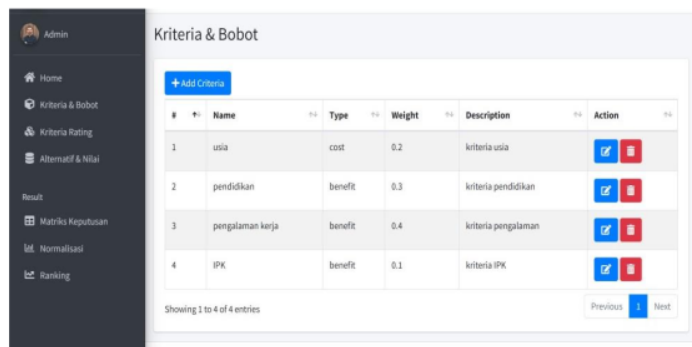 Admin
Home
Kriteria & Bobot
Kriteria Rating
Alternatif & Nilai
Result
Matriks Keputusan
Normalisasi
Ranking
Kriteria & Bobot
Add Criteria
# Name Type Weight Description Action
1 usia cost 0.2 kriteria usia
2 pendidikan benefit 0.3 kriteria pendidikan
3 pengalaman kerja benefit 0.4 kriteria pengalaman
4 IPK benefit 0.1 kriteria IPK
Showing 1 to 4 of 4 entries
Previous 1 Next